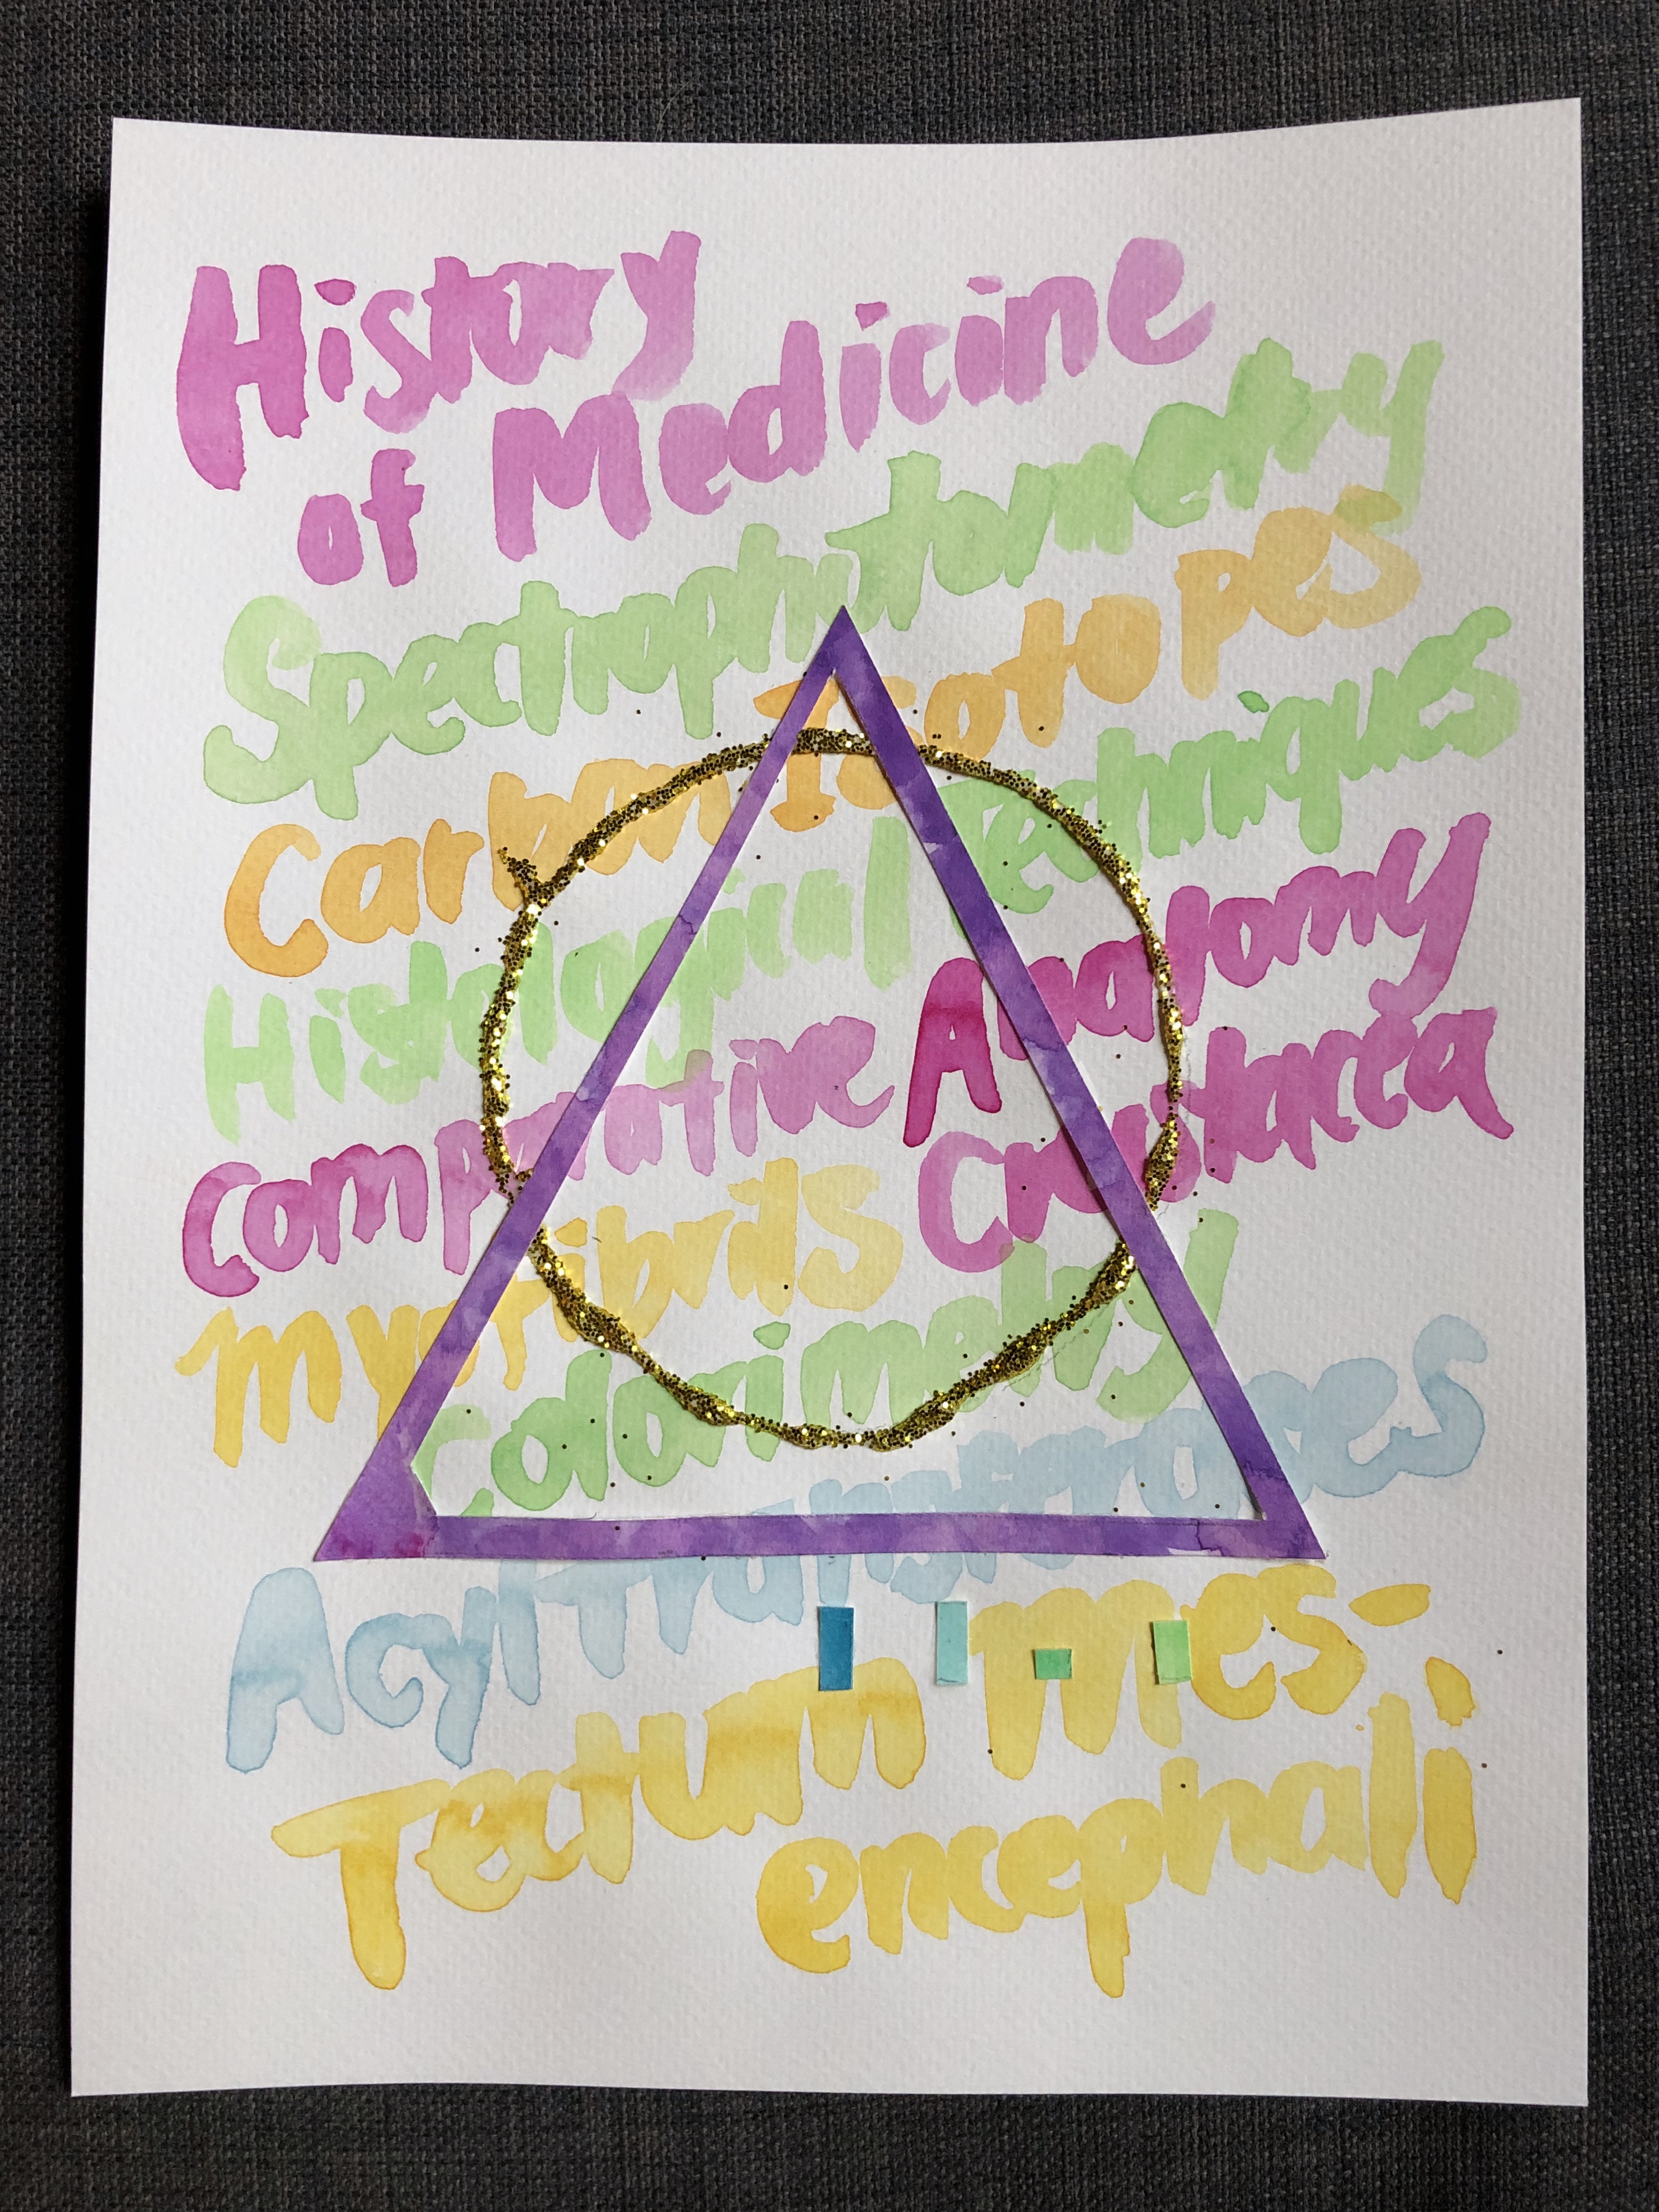 History
of Medicine
Spectrophotometry
Carbon Isotopes
Histological Techniques
Comparative Anatomy
myofibrils Crustacea
Colorimetry
Acyltransferases
Tectum Mes-
encephali